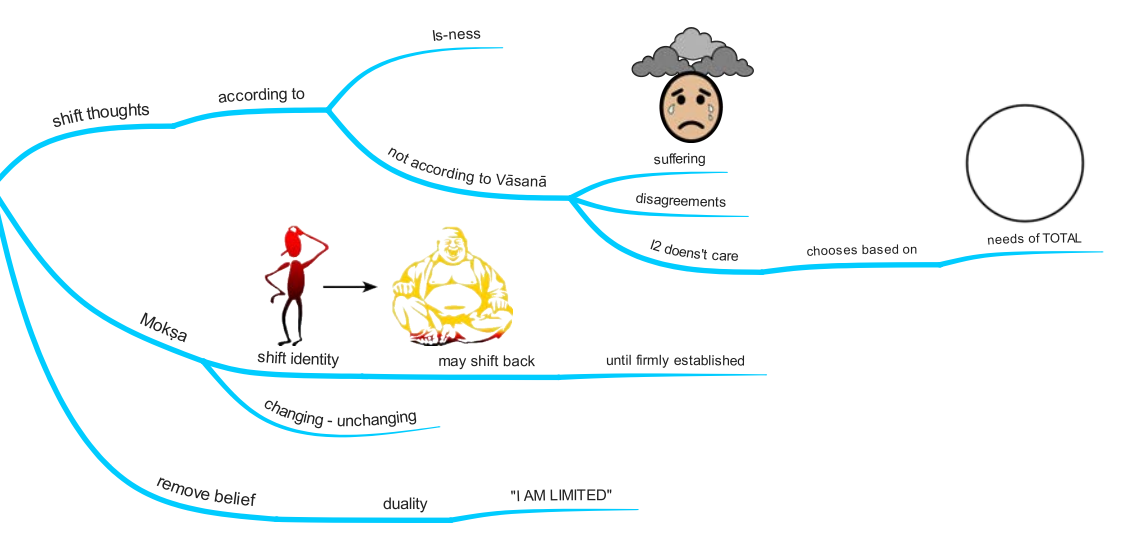 Is-ness
shift thoughts
according to
not according to Vāsanā
suffering
disagreements
I2 doens't care
chooses based on
needs of TOTAL
Mokṣa
shift identity
may shift back
until firmly established
changing - unchanging
remove belief
duality
"I AM LIMITED"